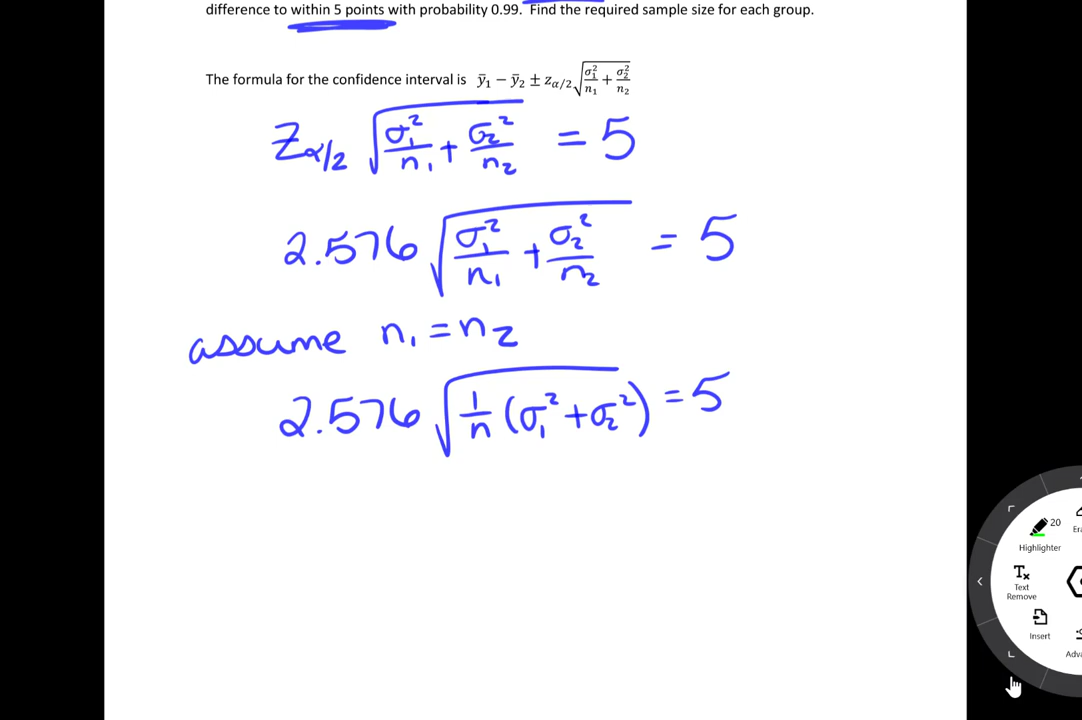 difference to within 5 points with probability 0.99. Find the required sample size for each group.
The formula for the confidence interval is ȳ₁ − ȳ₂ ± z_{α/2} √(σ₁²/n₁ + σ₂²/n₂)
Z_{α/2} √(σ₁²/n₁ + σ₂²/n₂) = 5
2.576 √(σ₁²/n₁ + σ₂²/n₂) = 5
assume n₁ = n₂
2.576 √(1/n (σ₁² + σ₂²)) = 5
20
Highlighter
Text
Remove
Insert